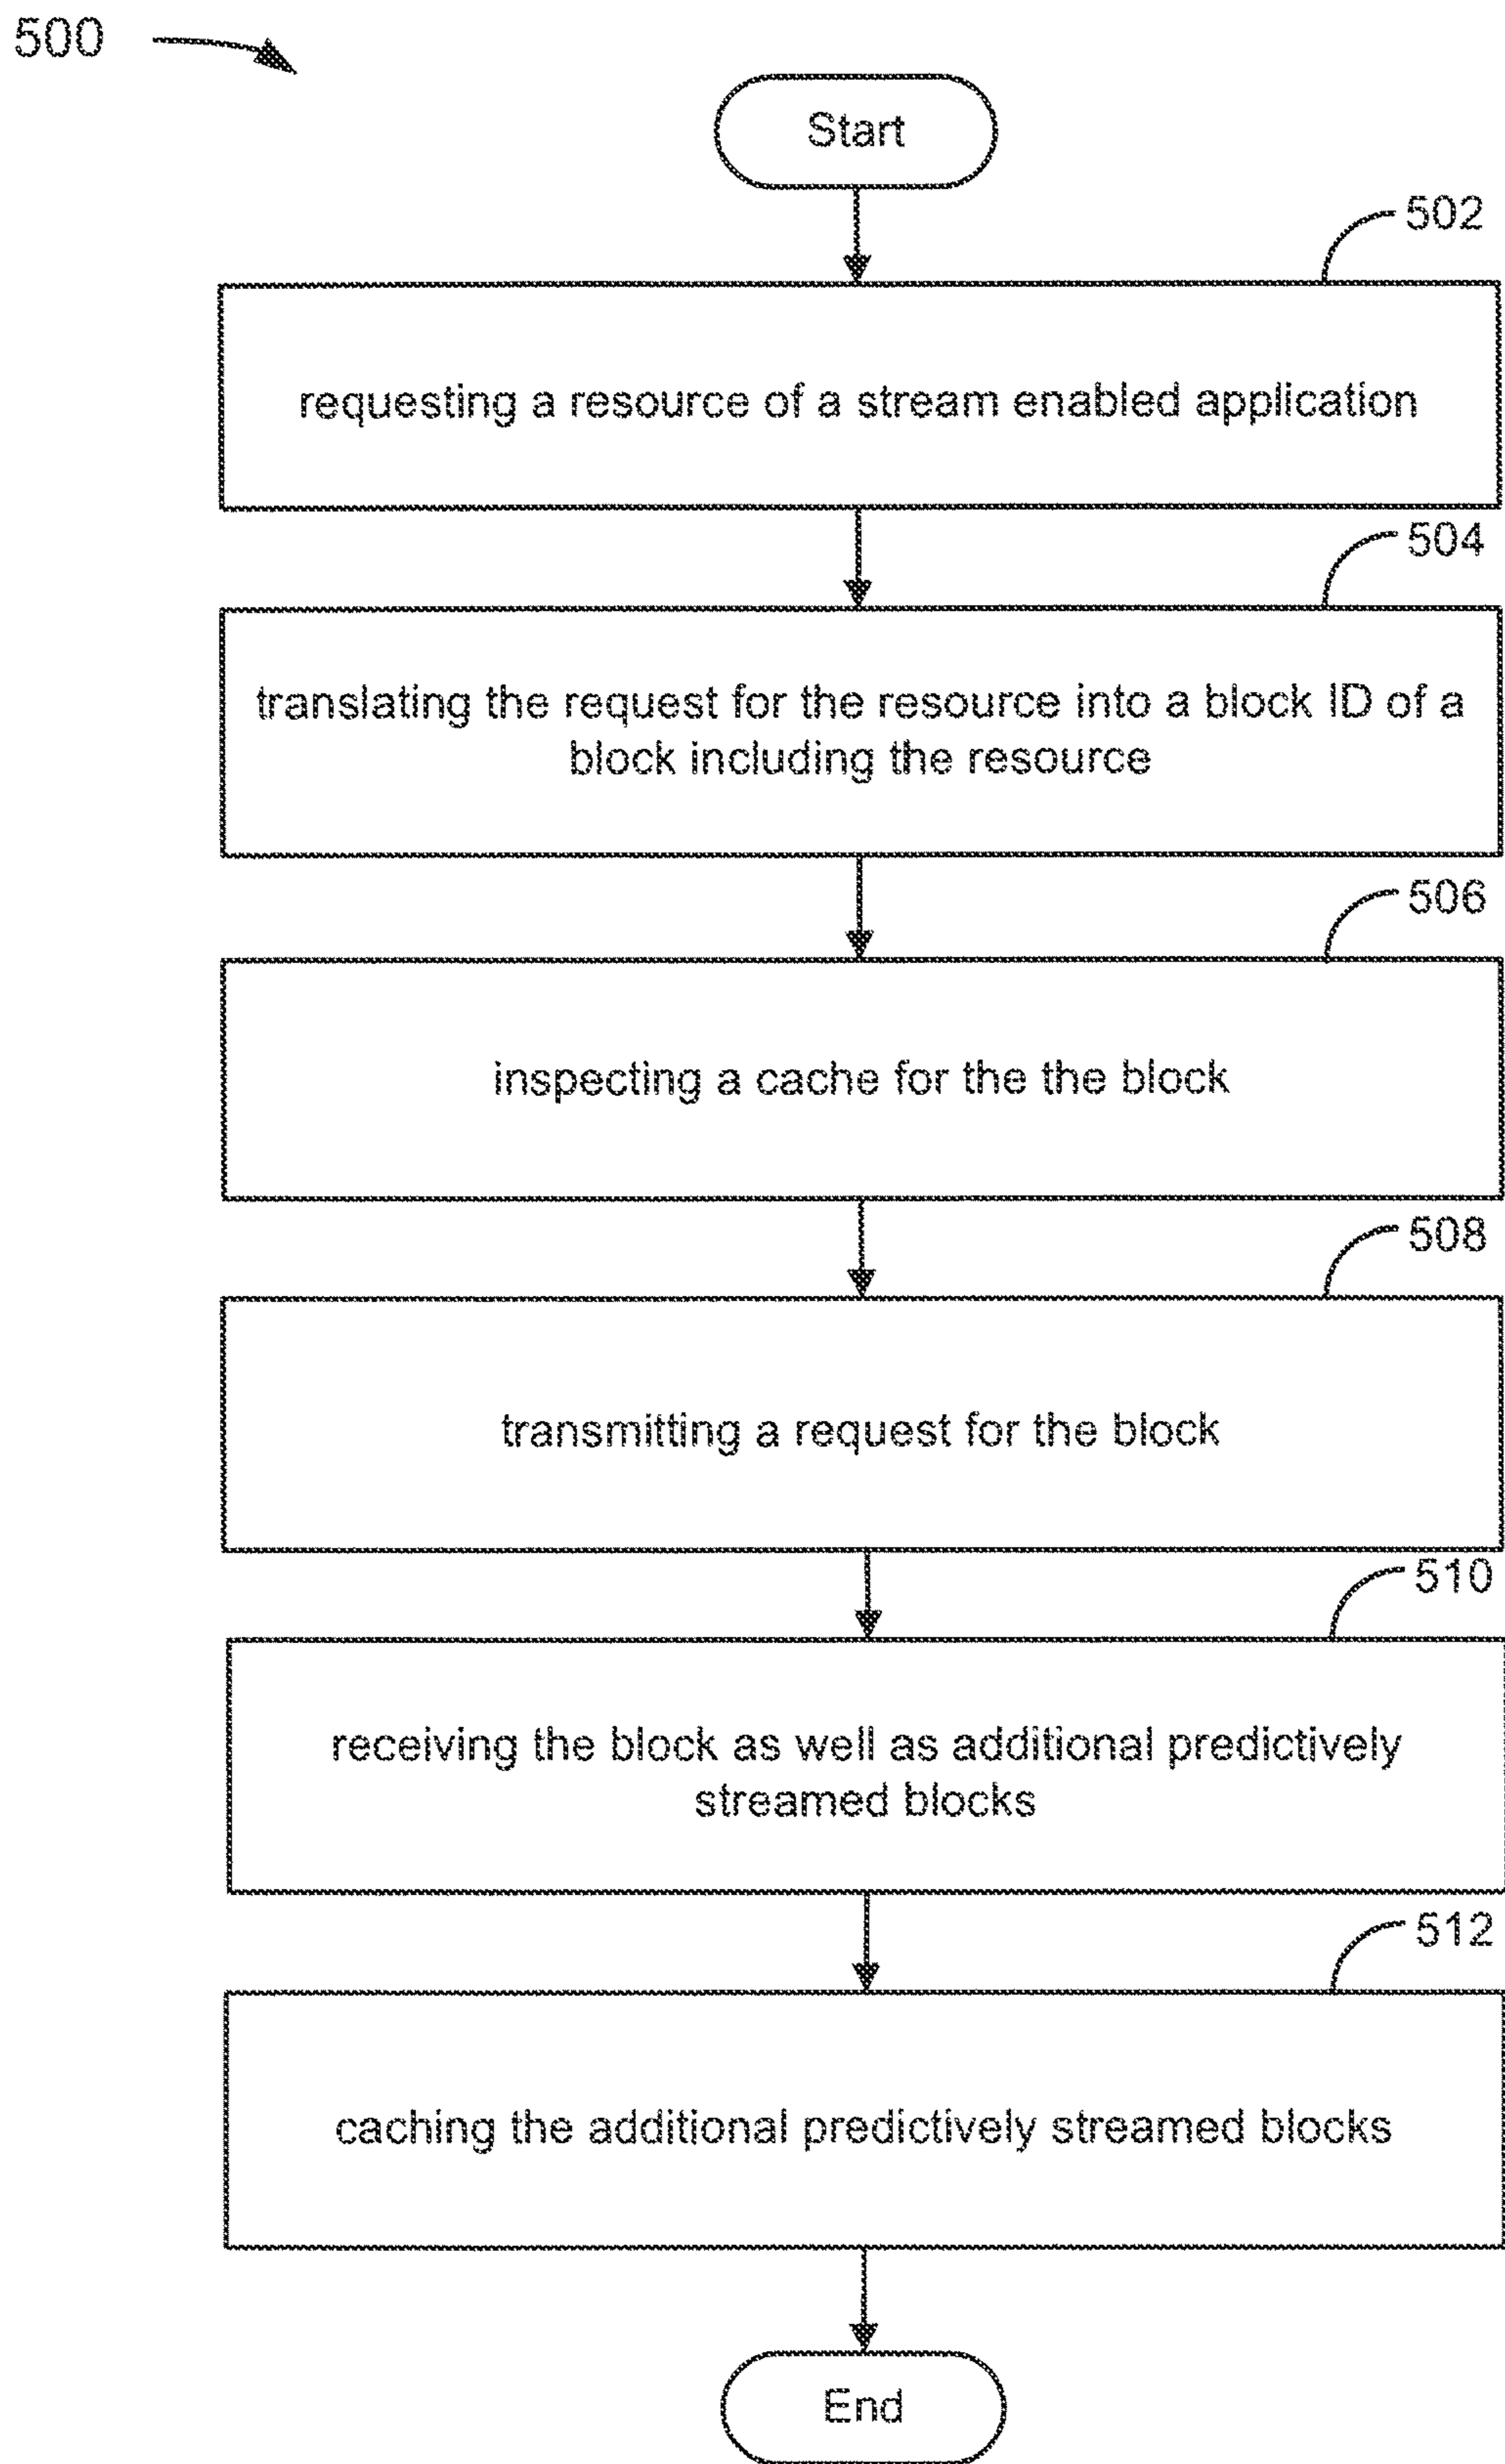 500
Start
502
requesting a resource of a stream enabled application
504
translating the request for the resource into a block ID of a
block including the resource
506
inspecting a cache for the the block
508
transmitting a request for the block
510
receiving the block as well as additional predictively
streamed blocks
512
caching the additional predictively streamed blocks
End